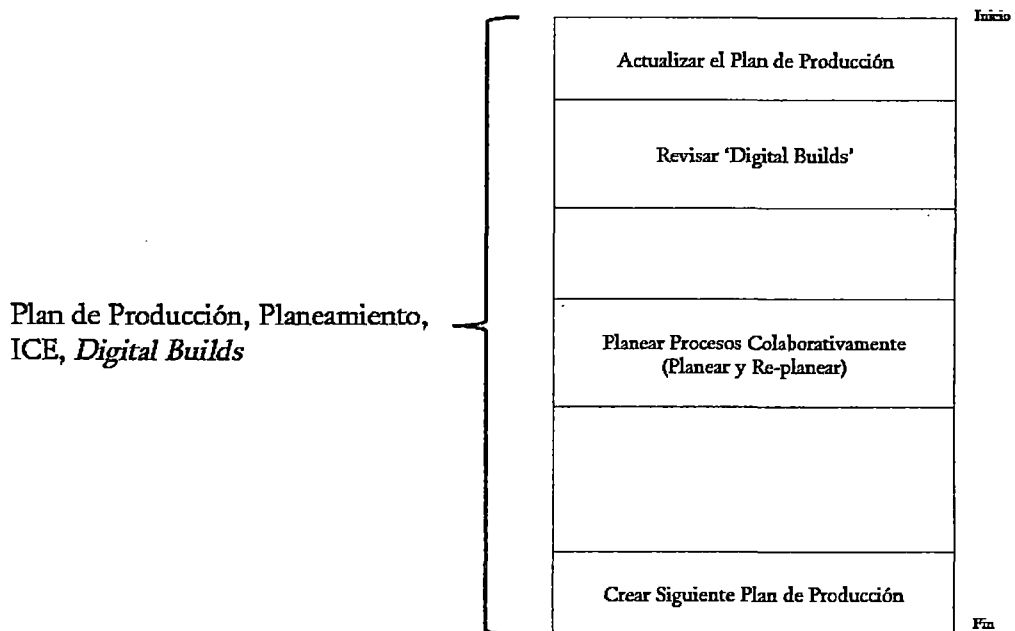 Inicio
Actualizar el Plan de Producción
Revisar 'Digital Builds'
Plan de Producción, Planeamiento,
ICE, Digital Builds
Planear Procesos Colaborativamente
(Planear y Re-planear)
Crear Siguiente Plan de Producción
Fin